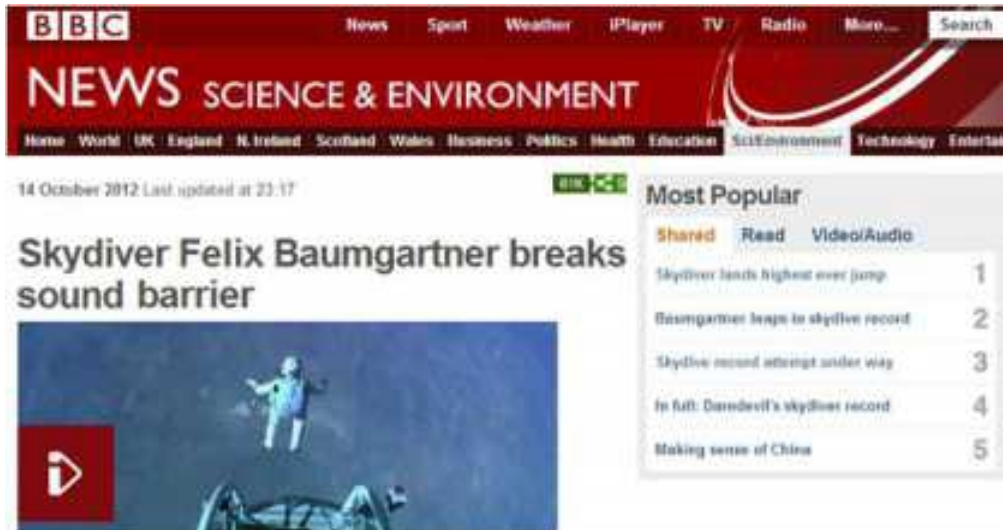 BBC News Sport Weather iPlayer TV Radio More... Search
NEWS SCIENCE & ENVIRONMENT
Home World UK England N. Ireland Scotland Wales Business Politics Health Education Sci/Environment Technology Entertai
14 October 2012 Last updated at 23:17
Skydiver Felix Baumgartner breaks
sound barrier
Most Popular
Shared Read Video/Audio
Skydiver lands highest ever jump 1
Baumgartner leaps to skydive record 2
Skydive record attempt under way 3
In full: Daredevil's skydiver record 4
Making sense of China 5